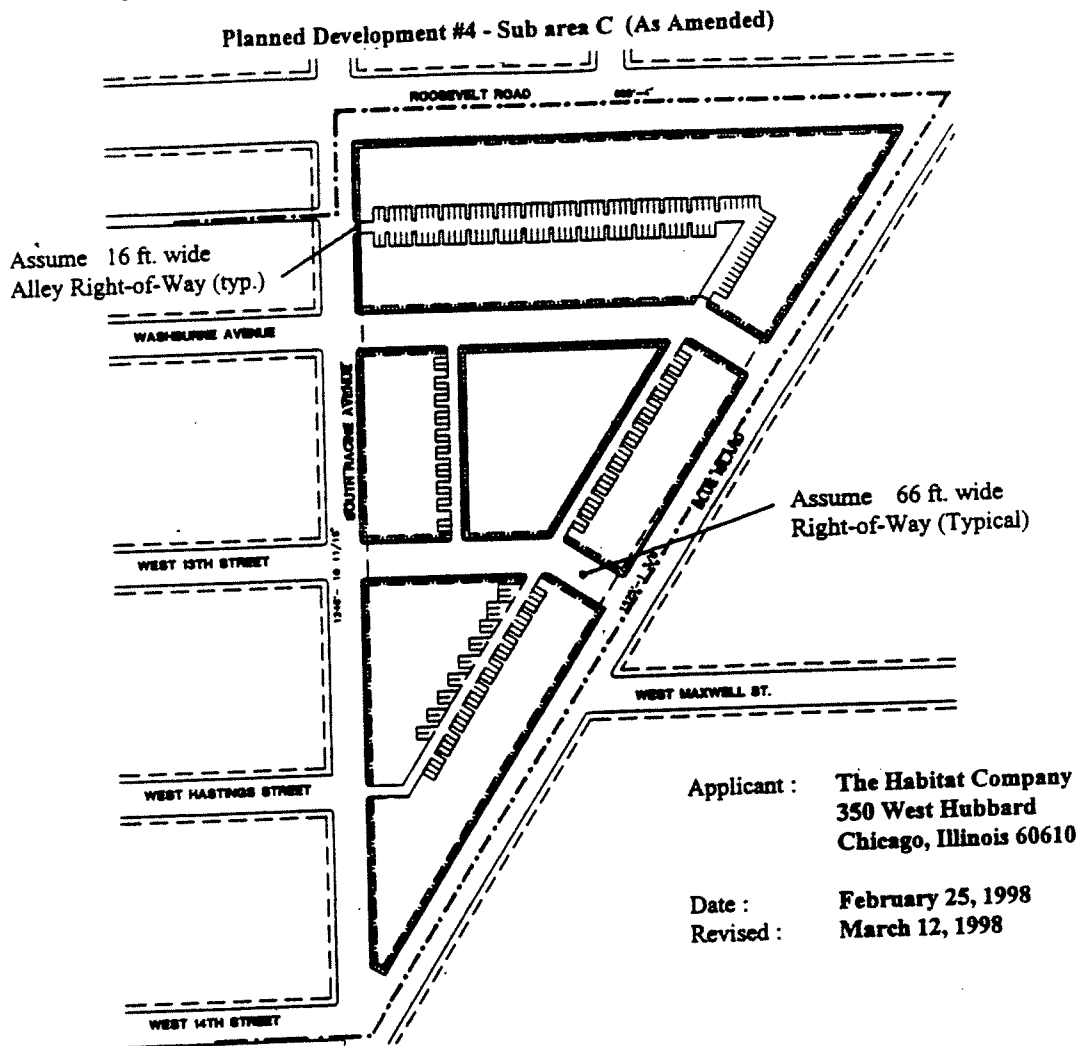 Planned Development #4 - Sub area C (As Amended)
ROOSEVELT ROAD
Assume 16 ft. wide
Alley Right-of-Way (typ.)
WASHBURNE AVENUE
SOUTH RACINE AVENUE
Assume 66 ft. wide
Right-of-Way (Typical)
WEST 13TH STREET
WEST MAXWELL ST.
WEST HASTINGS STREET
Applicant : The Habitat Company
350 West Hubbard
Chicago, Illinois 60610
Date : February 25, 1998
Revised : March 12, 1998
WEST 14TH STREET